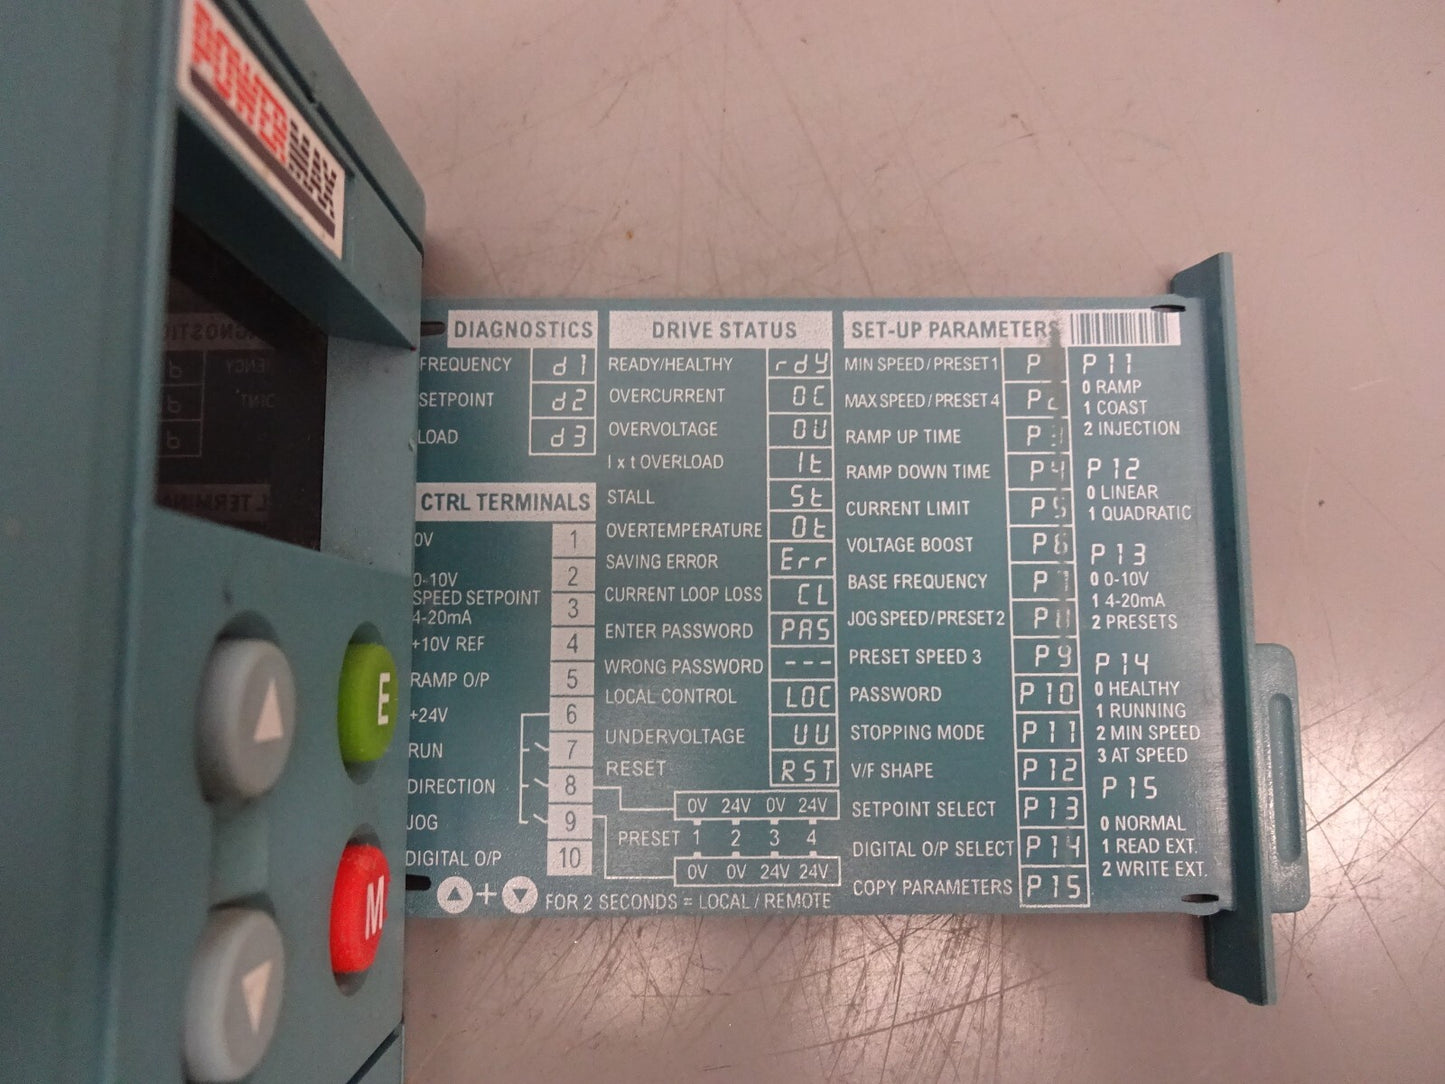 POWERMAX
E
M
DIAGNOSTICS
FREQUENCY d1
SETPOINT d2
LOAD d3
CTRL TERMINALS
0V 1
0-10V 2
SPEED SETPOINT
4-20mA 3
+10V REF 4
RAMP O/P 5
+24V 6
RUN 7
DIRECTION 8
JOG 9
DIGITAL O/P 10
+ FOR 2 SECONDS = LOCAL / REMOTE
DRIVE STATUS
READY/HEALTHY rdy
OVERCURRENT OC
OVERVOLTAGE OU
I x t OVERLOAD It
STALL St
OVERTEMPERATURE Ot
SAVING ERROR Err
CURRENT LOOP LOSS CL
ENTER PASSWORD PAS
WRONG PASSWORD ---
LOCAL CONTROL LOC
UNDERVOLTAGE UU
RESET RST
0V 24V 0V 24V
PRESET 1 2 3 4
0V 0V 24V 24V
SET-UP PARAMETERS
MIN SPEED / PRESET 1 P
MAX SPEED / PRESET 4 P2
RAMP UP TIME P3
RAMP DOWN TIME P4
CURRENT LIMIT P5
VOLTAGE BOOST P6
BASE FREQUENCY P7
JOG SPEED / PRESET 2 P
PRESET SPEED 3 P9
PASSWORD P10
STOPPING MODE P11
V/F SHAPE P12
SETPOINT SELECT P13
DIGITAL O/P SELECT P14
COPY PARAMETERS P15
P11
0 RAMP
1 COAST
2 INJECTION
P12
0 LINEAR
1 QUADRATIC
P13
0 0-10V
1 4-20mA
2 PRESETS
P14
0 HEALTHY
1 RUNNING
2 MIN SPEED
3 AT SPEED
P15
0 NORMAL
1 READ EXT.
2 WRITE EXT.